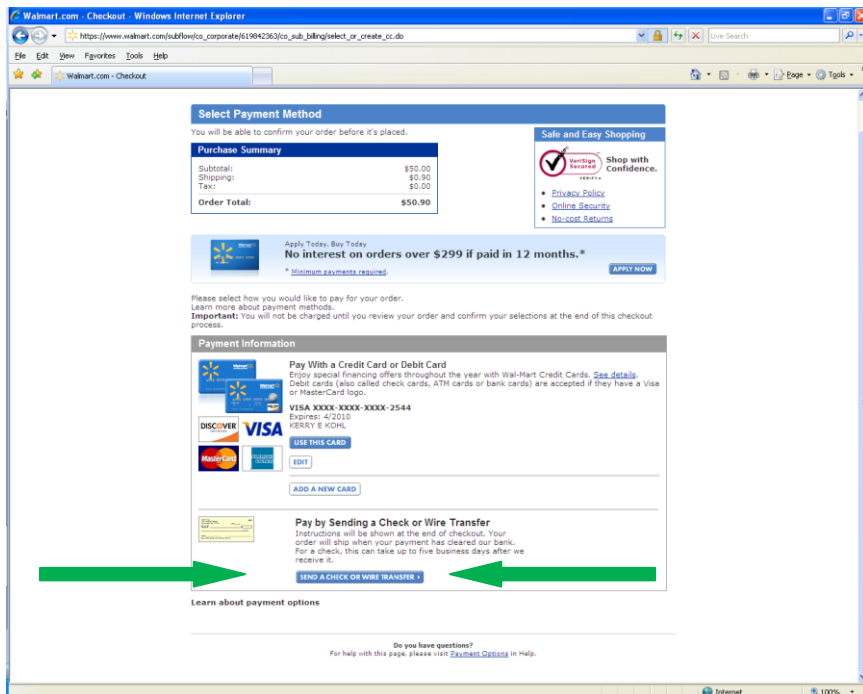 Walmart.com - Checkout - Windows Internet Explorer
https://www.walmart.com/subflow/co_corporate/619842363/co_sub_billing/select_or_create_cc.do
Live Search
File Edit View Favorites Tools Help
Walmart.com - Checkout
Page Tools
Select Payment Method
You will be able to confirm your order before it's placed.
Safe and Easy Shopping
Purchase Summary
VeriSign Secured
VERIFY
Shop with Confidence.
Subtotal: $50.00
Shipping: $0.90
Tax: $0.00
Order Total: $50.90
• Privacy Policy
• Online Security
• No-cost Returns
Apply Today. Buy Today
No interest on orders over $299 if paid in 12 months.*
* Minimum payments required.
APPLY NOW
Please select how you would like to pay for your order.
Learn more about payment methods.
Important: You will not be charged until you review your order and confirm your selections at the end of this checkout
process.
Payment Information
Pay With a Credit Card or Debit Card
Enjoy special financing offers throughout the year with Wal-Mart Credit Cards. See details.
Debit cards (also called check cards, ATM cards or bank cards) are accepted if they have a Visa
or MasterCard logo.
VISA XXXX-XXXX-XXXX-2544
Expires: 4/2010
KERRY E KOHL
DISCOVER VISA
USE THIS CARD
MasterCard
EDIT
ADD A NEW CARD
Pay by Sending a Check or Wire Transfer
Instructions will be shown at the end of checkout. Your
order will ship when your payment has cleared our bank.
For a check, this can take up to five business days after we
receive it.
SEND A CHECK OR WIRE TRANSFER
Learn about payment options
Do you have questions?
For help with this page, please visit Payment Options in Help.
Internet 100%